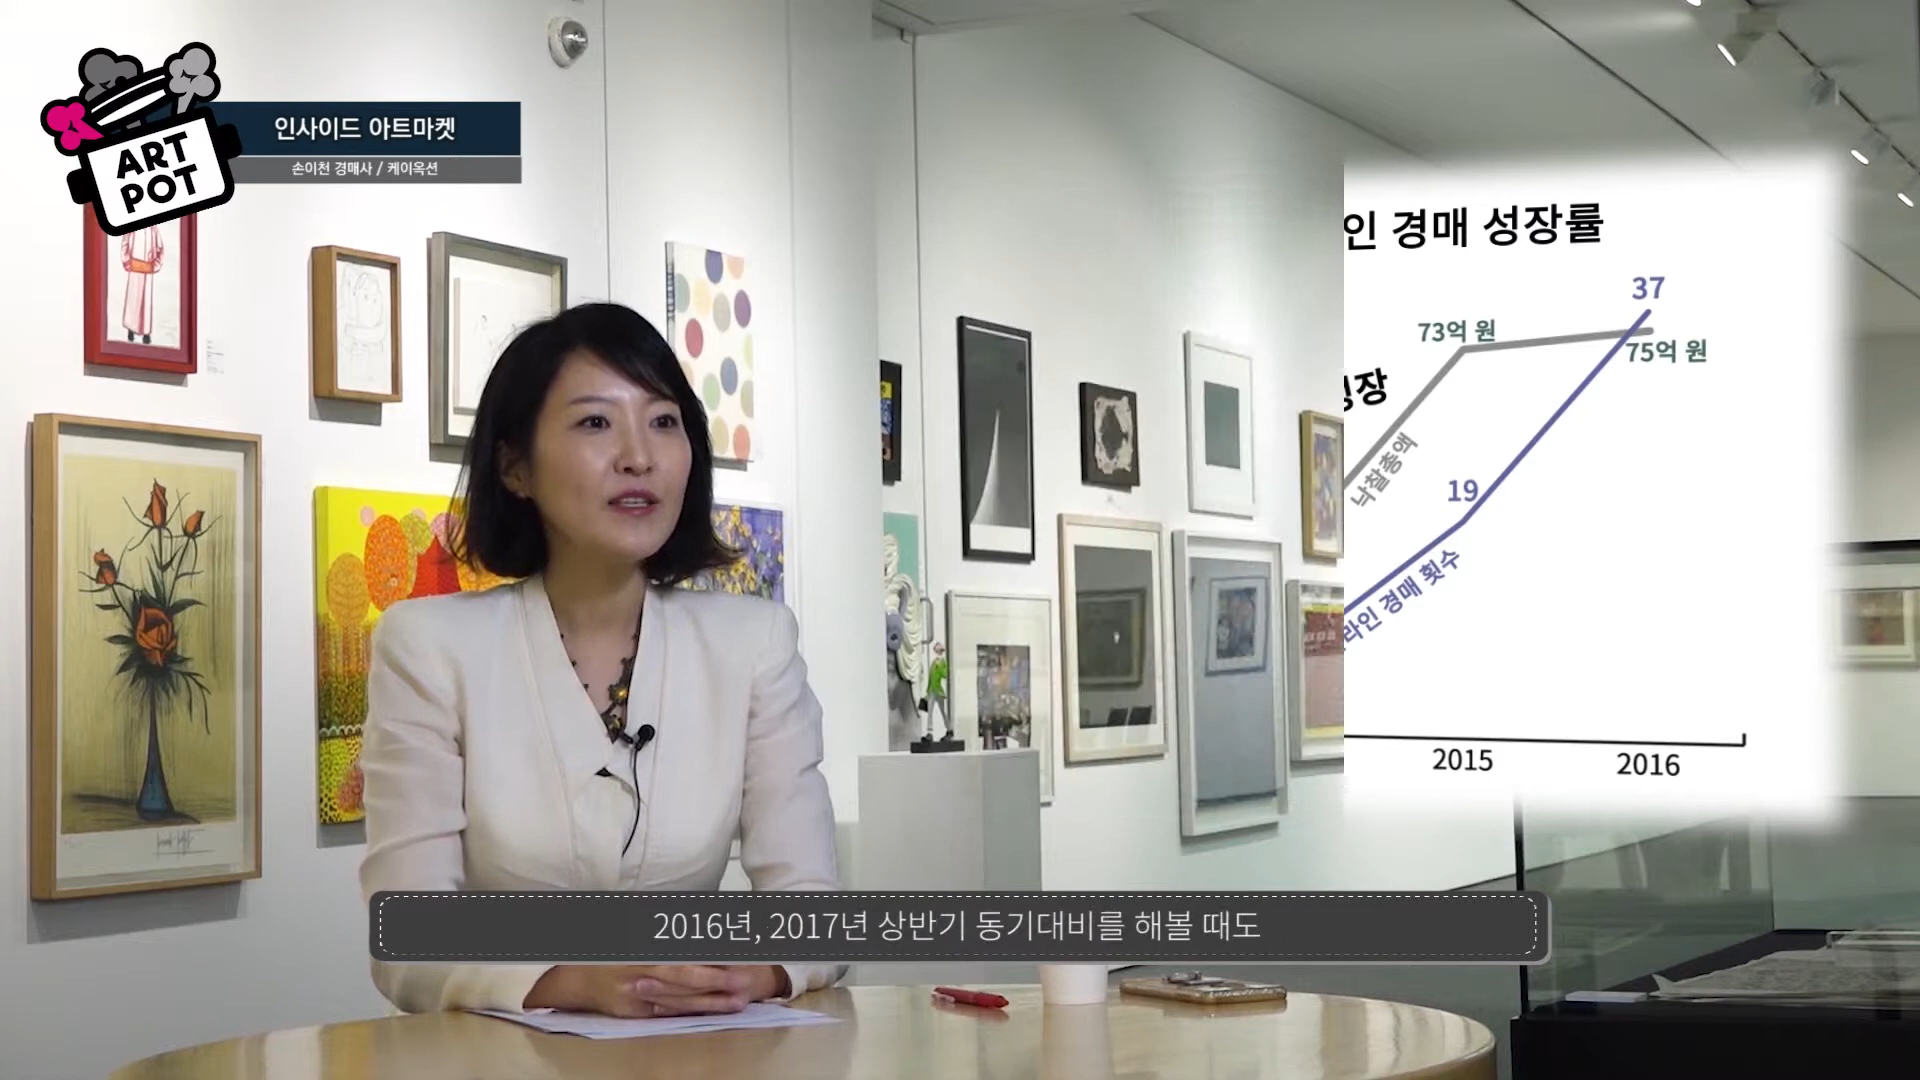 ART
POT
인사이드 아트마켓
손이천 경매사 / 케이옥션
인 경매 성장률
37
73억 원
75억 원
성장
낙찰총액
19
라인 경매 횟수
2015
2016
2016년, 2017년 상반기 동기대비를 해볼 때도